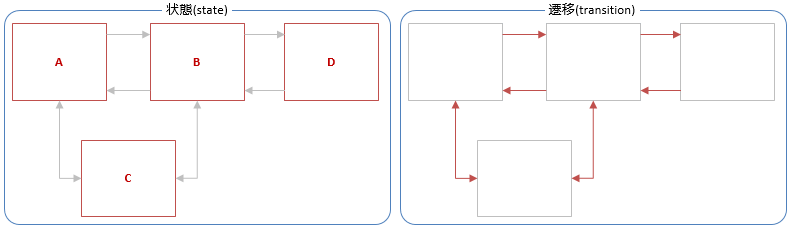 状態(state)
遷移(transition)
A
B
D
C